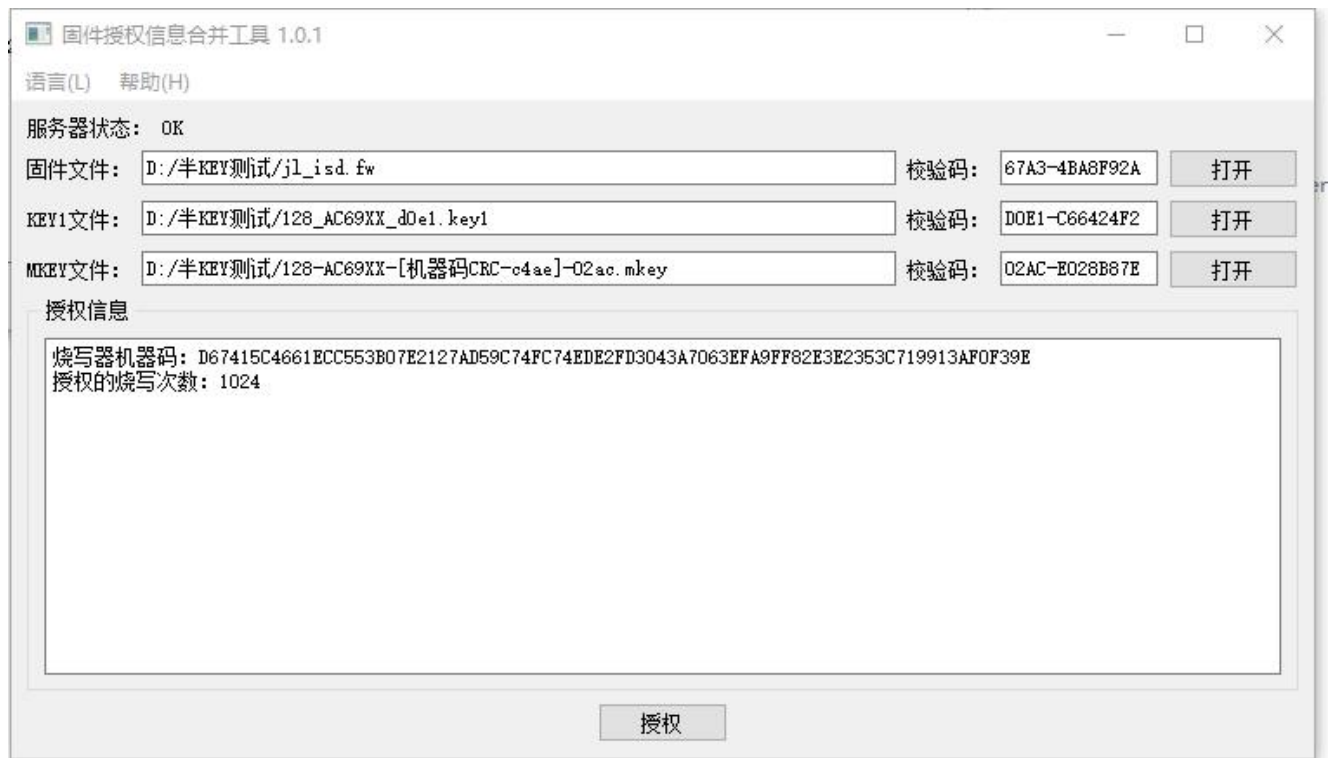 固件授权信息合并工具 1.0.1
语言(L) 帮助(H)
服务器状态： OK
固件文件： D:/半KEY测试/jl_isd.fw 校验码： 67A3-4BA8F92A 打开
KEY1文件： D:/半KEY测试/128_AC69XX_d0e1.key1 校验码： D0E1-C66424F2 打开
MKEY文件： D:/半KEY测试/128-AC69XX-[机器码CRC-c4ae]-02ac.mkey 校验码： 02AC-E028B87E 打开
授权信息
烧写器机器码：D67415C4661ECC553B07E2127AD59C74FC74EDE2FD3043A7063EFA9FF82E3E2353C719913AF0F39E
授权的烧写次数：1024
授权